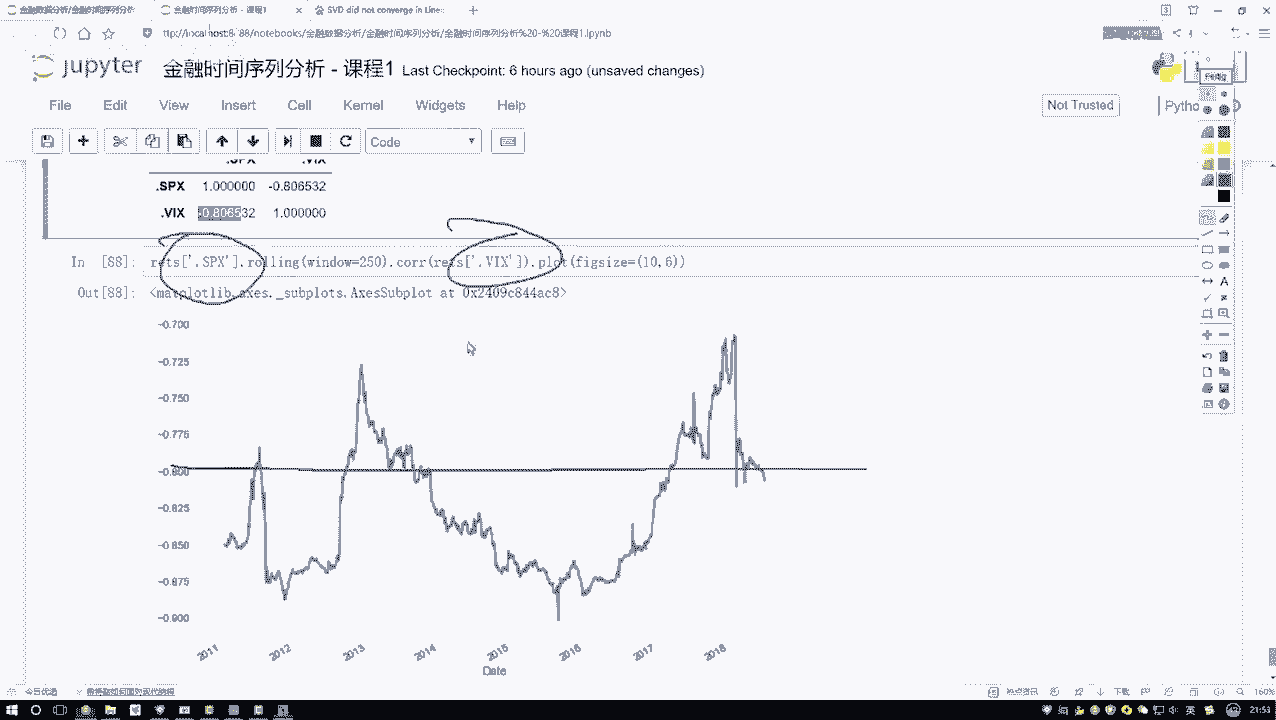 金融数据分析/金融时间序列分析
金融时间序列分析 - 课程1
SVD did not converge in Line
ttp://localhost:8888/notebooks/金融数据分析/金融时间序列分析/金融时间序列分析%20-%20课程1.ipynb
jupyter 金融时间序列分析 - 课程1 Last Checkpoint: 6 hours ago (unsaved changes)
File Edit View Insert Cell Kernel Widgets Help
Not Trusted
Code
.SPX .VIX
.SPX 1.000000 -0.806532
.VIX -0.806532 1.000000
In [88]: rets['.SPX'].rolling(window=250).corr(rets['.VIX']).plot(figsize=(10,6))
Out[88]: <matplotlib.axes._subplots.AxesSubplot at 0x2409c844ac8>
-0.700
-0.725
-0.750
-0.775
-0.800
-0.825
-0.850
-0.875
-0.900
2011 2012 2013 2014 2015 2016 2017 2018
Date
今日优选
下载
160%
21:53